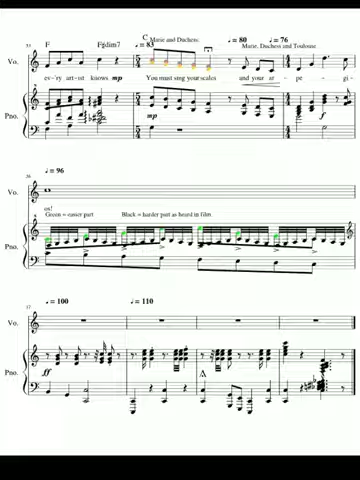 F F♯dim7 C Marie and Duchess. ♩= 83 ♩= 80 ♩= 76 Marie, Duchess and Toulouse
Vo.
ev'ry art-ist knows. mp You must sing your scales and your ar - pe - gi -
Pno. mp
♩= 96
Vo.
os!
Green = easier part Black = harder part as heard in film.
Pno.
♩= 100 ♩= 110
Vo.
Pno. ff